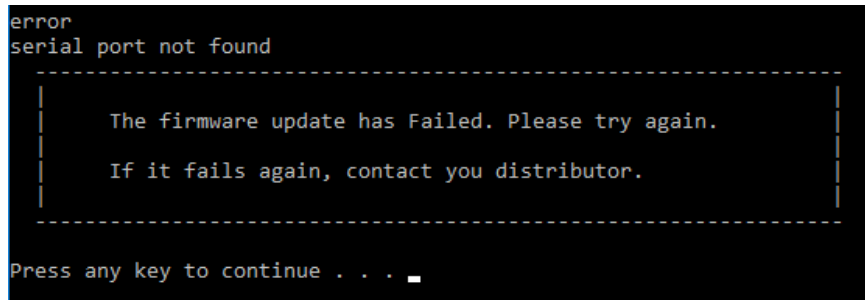 error
serial port not found
The firmware update has Failed. Please try again.
If it fails again, contact you distributor.
Press any key to continue . . .